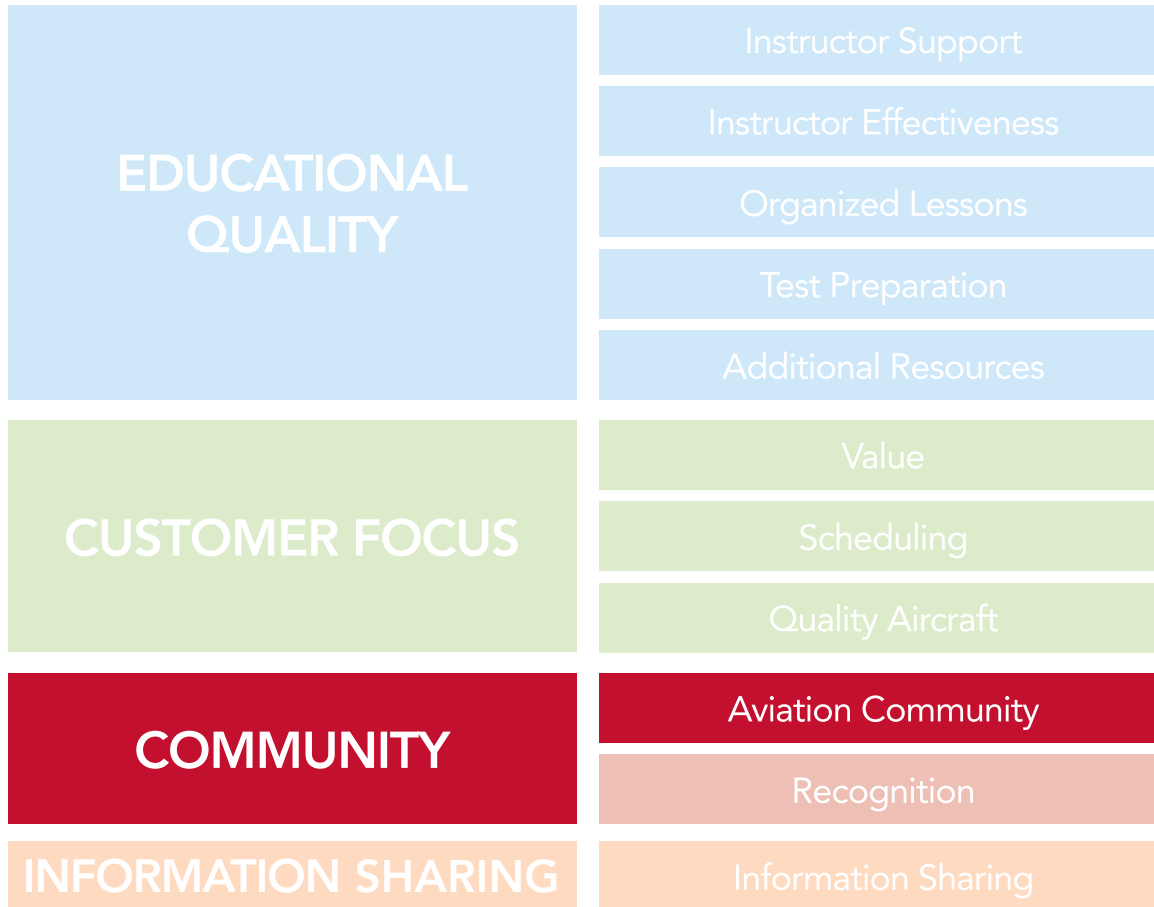 EDUCATIONAL
QUALITY
Instructor Support
Instructor Effectiveness
Organized Lessons
Test Preparation
Additional Resources
CUSTOMER FOCUS
Value
Scheduling
Quality Aircraft
COMMUNITY
Aviation Community
Recognition
INFORMATION SHARING
Information Sharing